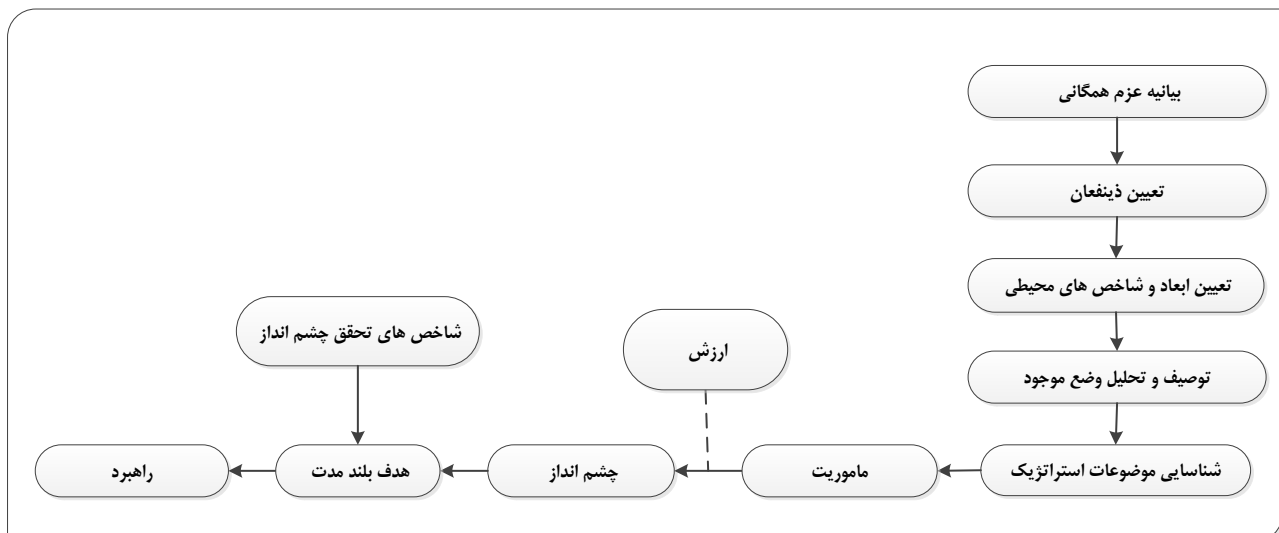 بیانیه عزم همگانی
تعیین ذینفعان
تعیین ابعاد و شاخص های محیطی
توصیف و تحلیل وضع موجود
شناسایی موضوعات استراتژیک
ماموریت
ارزش
چشم انداز
شاخص های تحقق چشم انداز
هدف بلند مدت
راهبرد